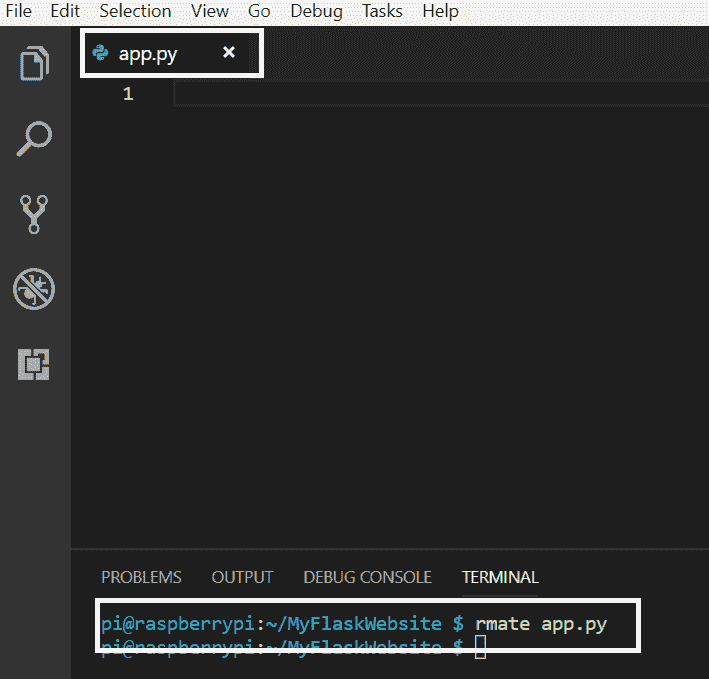 File Edit Selection View Go Debug Tasks Help
app.py ×
1
PROBLEMS OUTPUT DEBUG CONSOLE TERMINAL
pi@raspberrypi:~/MyFlaskWebsite $ rmate app.py
pi@raspberrypi:~/MyFlaskWebsite $